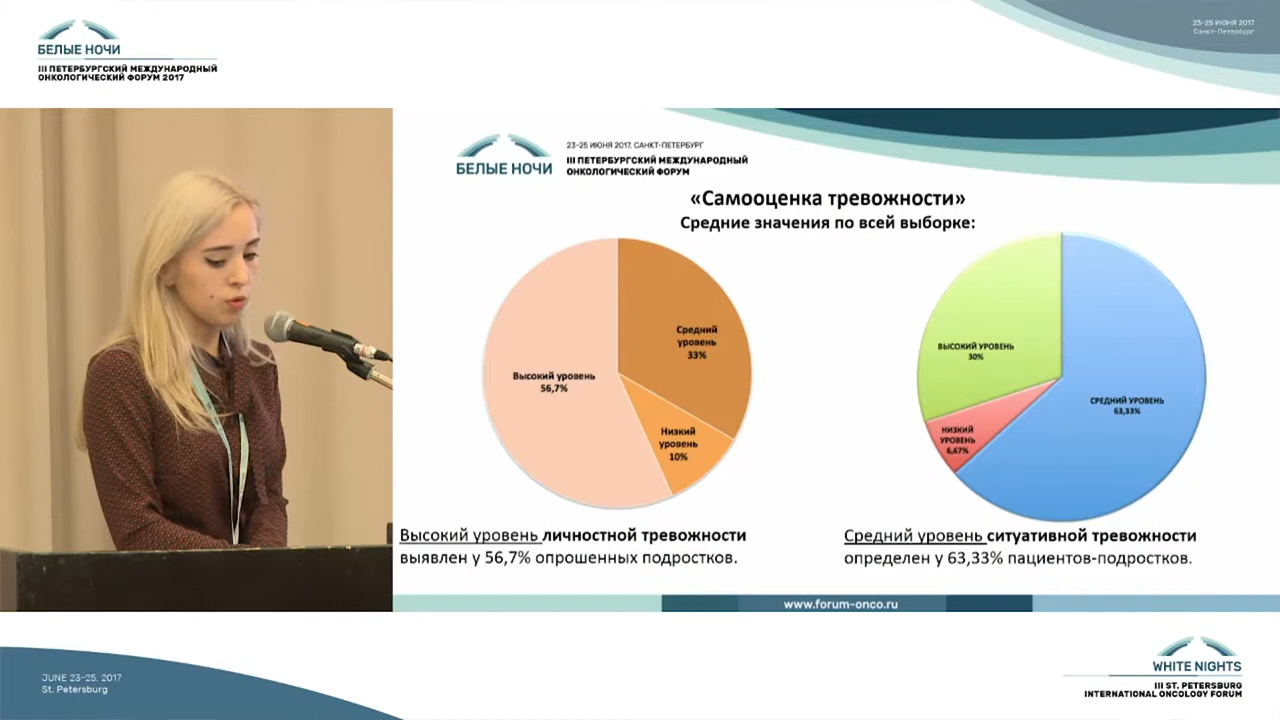 БЕЛЫЕ НОЧИ
III ПЕТЕРБУРГСКИЙ МЕЖДУНАРОДНЫЙ
ОНКОЛОГИЧЕСКИЙ ФОРУМ 2017
23-25 ИЮНЯ 2017
Санкт-Петербург
БЕЛЫЕ НОЧИ
23-25 ИЮНЯ 2017, САНКТ-ПЕТЕРБУРГ
III ПЕТЕРБУРГСКИЙ МЕЖДУНАРОДНЫЙ
ОНКОЛОГИЧЕСКИЙ ФОРУМ
«Самооценка тревожности»
Средние значения по всей выборке:
Средний
уровень
33%
Высокий уровень
56,7%
Низкий
уровень
10%
ВЫСОКИЙ УРОВЕНЬ
30%
СРЕДНИЙ УРОВЕНЬ
63,33%
НИЗКИЙ
УРОВЕНЬ
6,67%
Высокий уровень личностной тревожности
выявлен у 56,7% опрошенных подростков.
Средний уровень ситуативной тревожности
определен у 63,33% пациентов-подростков.
www.forum-onco.ru
JUNE 23-25, 2017
St. Petersburg
WHITE NIGHTS
III ST. PETERSBURG
INTERNATIONAL ONCOLOGY FORUM